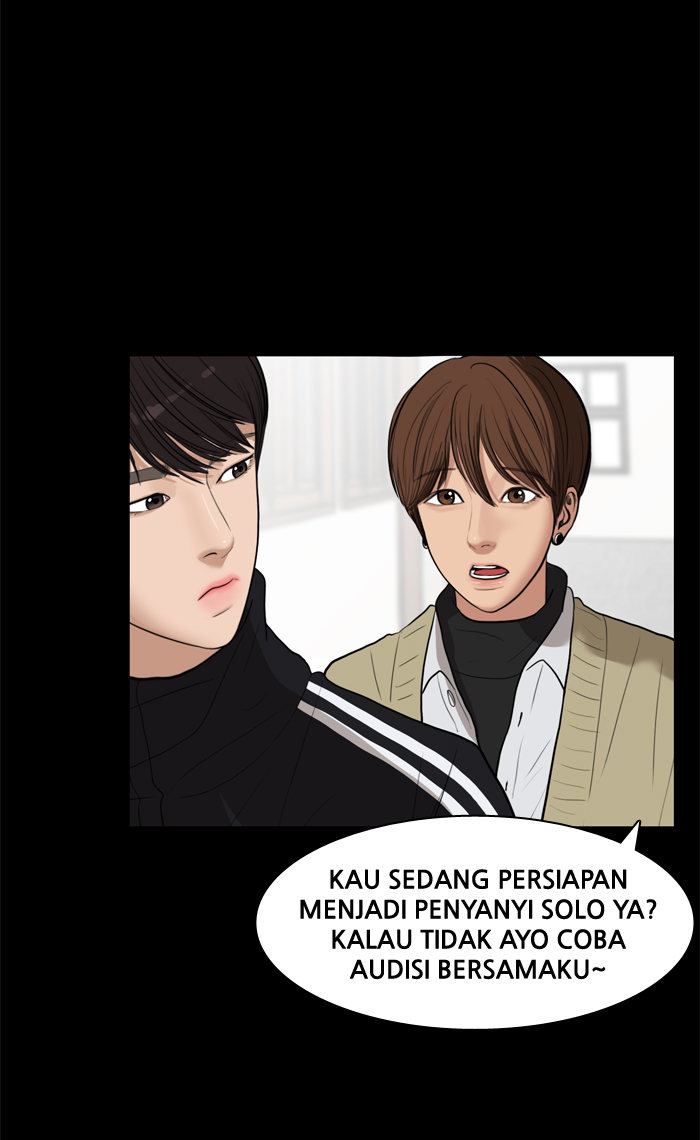 KAU SEDANG PERSIAPAN
MENJADI PENYANYI SOLO YA?
KALAU TIDAK AYO COBA
AUDISI BERSAMAKU~